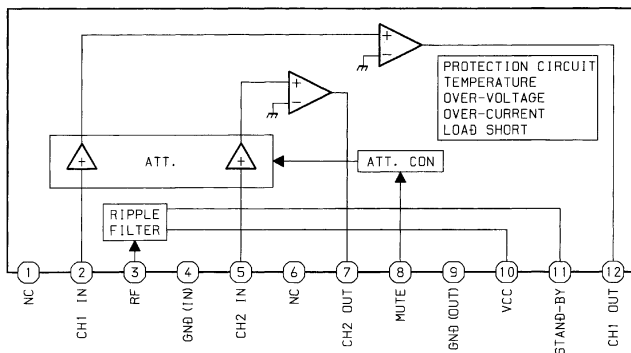 +
−
PROTECTION CIRCUIT
TEMPERATURE
OVER-VOLTAGE
OVER-CURRENT
LOAD SHORT
+
−
+
ATT.
+
ATT. CON
RIPPLE
FILTER
1
2
3
4
5
6
7
8
9
10
11
12
NC
CH1 IN
RF
GND(IN)
CH2 IN
NC
CH2 OUT
MUTE
GND(OUT)
VCC
STAND-BY
CH1 OUT